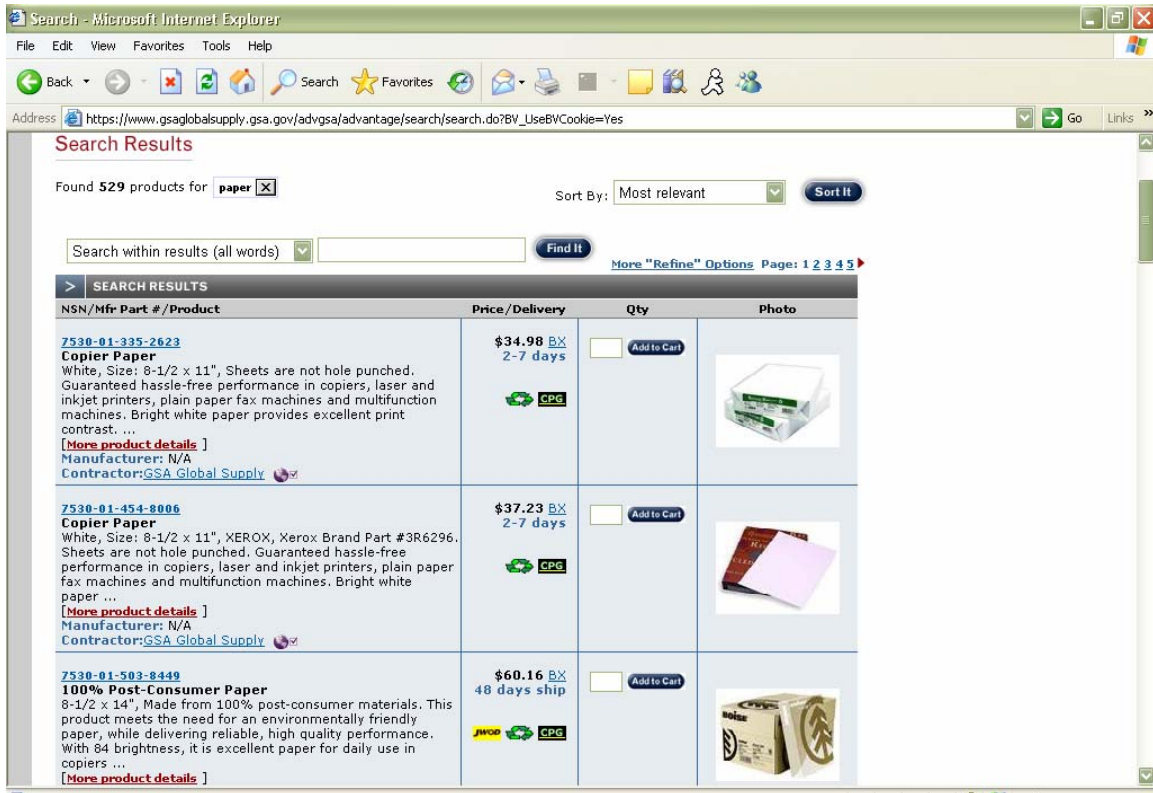 Search - Microsoft Internet Explorer
File Edit View Favorites Tools Help
Back Search Favorites
Address https://www.gsaglobalsupply.gsa.gov/advgsa/advantage/search/search.do?BV_UseBVCookie=Yes Go Links »
Search Results
Found 529 products for paper X
Sort By: Most relevant Sort It
Search within results (all words) Find It
More "Refine" Options Page: 1 2 3 4 5
> SEARCH RESULTS
NSN/Mfr Part #/Product Price/Delivery Qty Photo
7530-01-335-2623 $34.98 BX Add to Cart
Copier Paper 2-7 days
White, Size: 8-1/2 x 11", Sheets are not hole punched.
Guaranteed hassle-free performance in copiers, laser and
inkjet printers, plain paper fax machines and multifunction CPG
machines. Bright white paper provides excellent print
contrast. ...
[More product details ]
Manufacturer: N/A
Contractor:GSA Global Supply
7530-01-454-8006 $37.23 BX Add to Cart
Copier Paper 2-7 days
White, Size: 8-1/2 x 11", XEROX, Xerox Brand Part #3R6296.
Sheets are not hole punched. Guaranteed hassle-free
performance in copiers, laser and inkjet printers, plain paper CPG
fax machines and multifunction machines. Bright white
paper ...
[More product details ]
Manufacturer: N/A
Contractor:GSA Global Supply
7530-01-503-8449 $60.16 BX Add to Cart
100% Post-Consumer Paper 48 days ship
8-1/2 x 14", Made from 100% post-consumer materials. This
product meets the need for an environmentally friendly
paper, while delivering reliable, high quality performance. JWOD CPG
With 84 brightness, it is excellent paper for daily use in
copiers ...
[More product details ]
BOISE